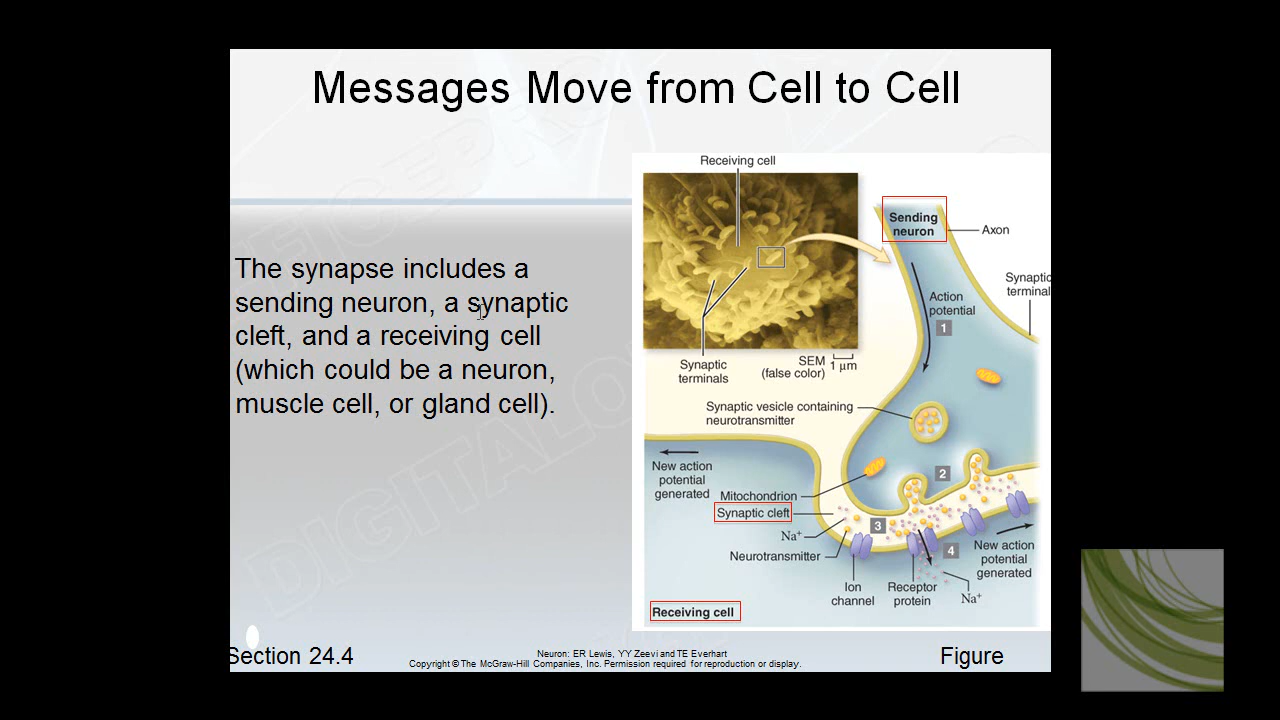 Messages Move from Cell to Cell
The synapse includes a
sending neuron, a synaptic
cleft, and a receiving cell
(which could be a neuron,
muscle cell, or gland cell).
Receiving cell
Synaptic
terminals
SEM
(false color)
1 µm
Sending
neuron
Axon
Synaptic
terminal
Action
potential
1
Synaptic vesicle containing
neurotransmitter
New action
potential
generated
Mitochondrion
2
Synaptic cleft
3
Na+
Neurotransmitter
4
New action
potential
generated
Ion
channel
Receptor
protein
Na+
Receiving cell
Section 24.4
Neuron: ER Lewis, YY Zeevi and TE Everhart
Copyright © The McGraw-Hill Companies, Inc. Permission required for reproduction or display.
Figure